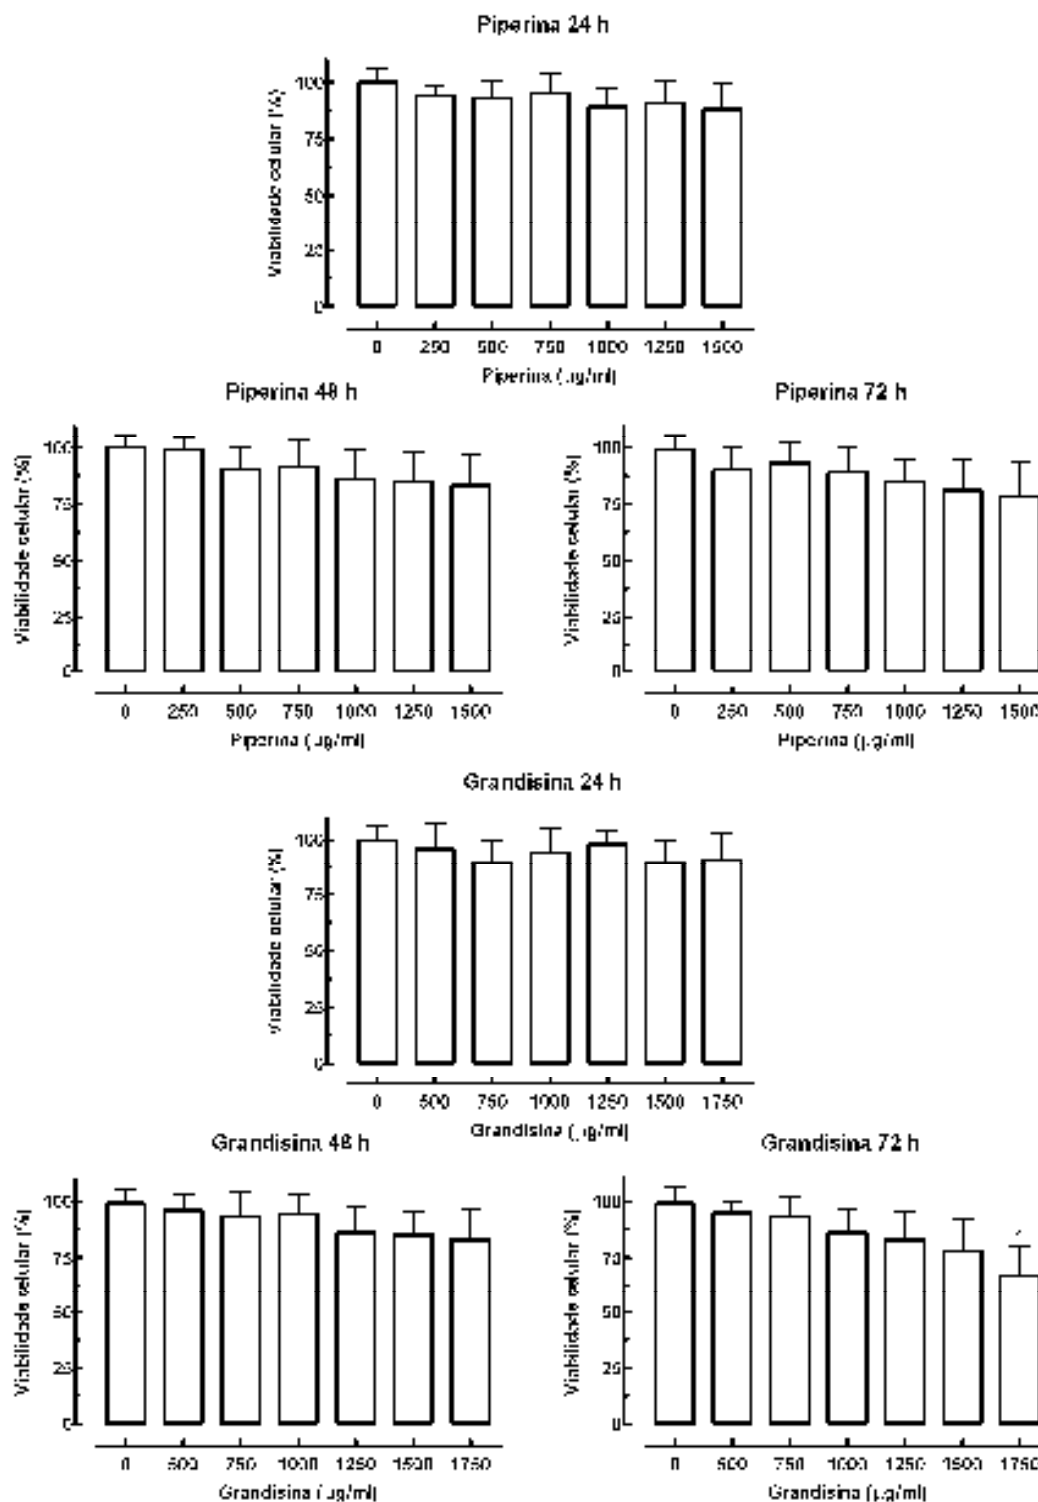 Piperina 24 h
Viabilidade celular (%)
100
75
50
25
0
0 250 500 750 1000 1250 1500
Piperina (µg/ml)
Piperina 48 h
Viabilidade celular (%)
100
75
50
25
0
0 250 500 750 1000 1250 1500
Piperina (µg/ml)
Piperina 72 h
Viabilidade celular (%)
100
75
50
25
0
0 250 500 750 1000 1250 1500
Piperina (µg/ml)
Grandisina 24 h
Viabilidade celular (%)
100
75
50
25
0
0 500 750 1000 1250 1500 1750
Grandisina (µg/ml)
Grandisina 48 h
Viabilidade celular (%)
100
75
50
25
0
0 500 750 1000 1250 1500 1750
Grandisina (µg/ml)
Grandisina 72 h
Viabilidade celular (%)
100
75
50
25
0
0 500 750 1000 1250 1500 1750
Grandisina (µg/ml)